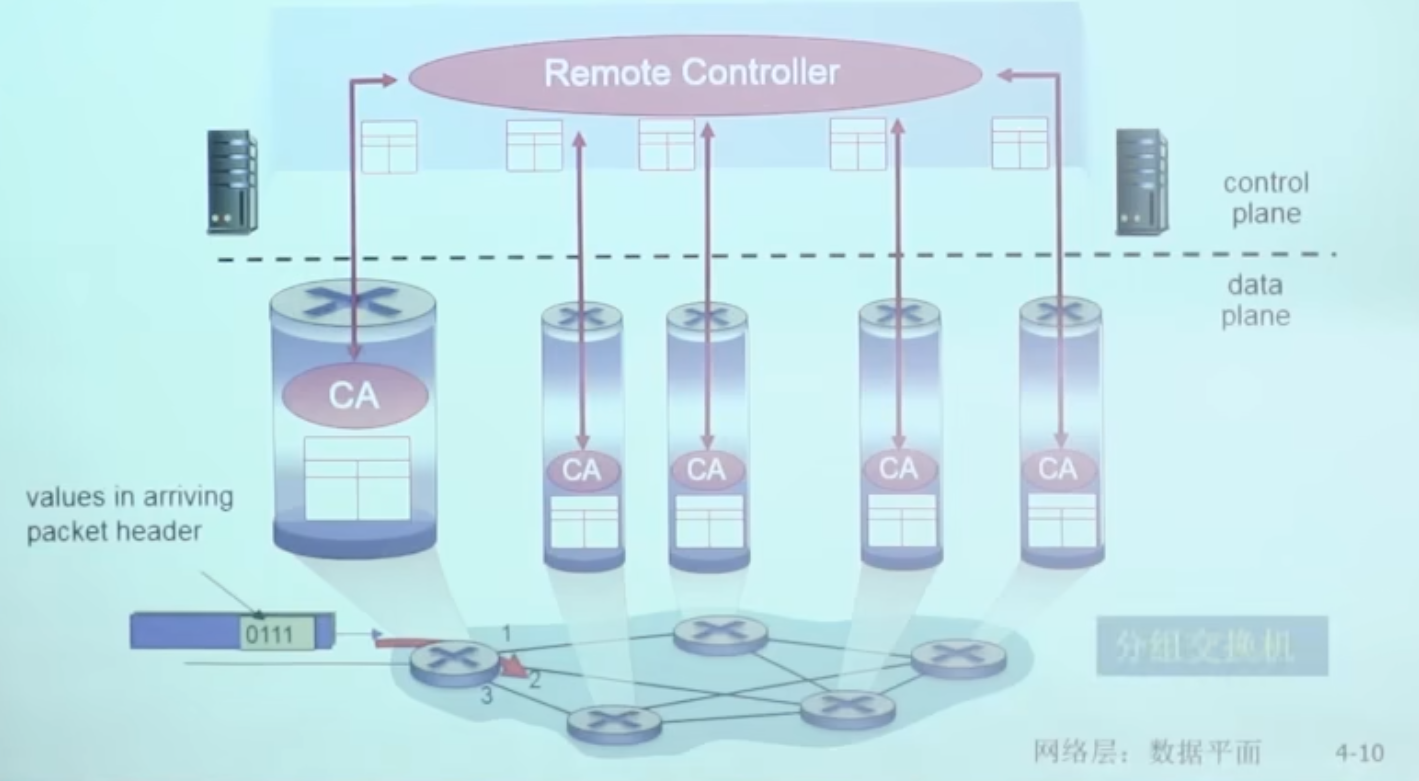 Remote Controller
control
plane
data
plane
CA
CA
CA
CA
CA
values in arriving
packet header
0111
1
2
3
分组交换机
网络层：数据平面
4-10